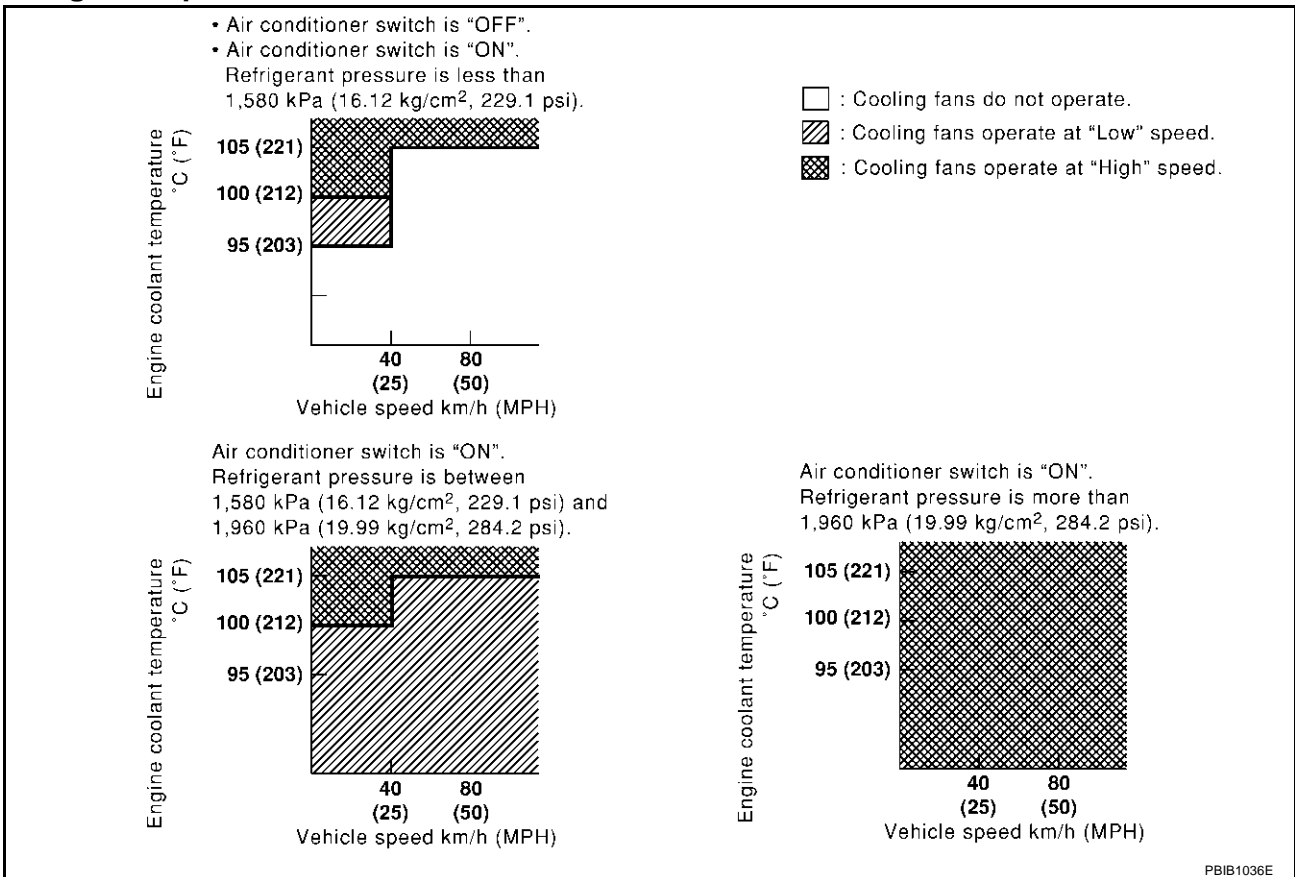 • Air conditioner switch is “OFF”.
• Air conditioner switch is “ON”.
Refrigerant pressure is less than
1,580 kPa (16.12 kg/cm², 229.1 psi).
Engine coolant temperature
°C (°F)
105 (221)
100 (212)
95 (203)
40
(25)
80
(50)
Vehicle speed km/h (MPH)
: Cooling fans do not operate.
: Cooling fans operate at “Low” speed.
: Cooling fans operate at “High” speed.
Air conditioner switch is “ON”.
Refrigerant pressure is between
1,580 kPa (16.12 kg/cm², 229.1 psi) and
1,960 kPa (19.99 kg/cm², 284.2 psi).
Engine coolant temperature
°C (°F)
105 (221)
100 (212)
95 (203)
40
(25)
80
(50)
Vehicle speed km/h (MPH)
Air conditioner switch is “ON”.
Refrigerant pressure is more than
1,960 kPa (19.99 kg/cm², 284.2 psi).
Engine coolant temperature
°C (°F)
105 (221)
100 (212)
95 (203)
40
(25)
80
(50)
Vehicle speed km/h (MPH)
PBIB1036E